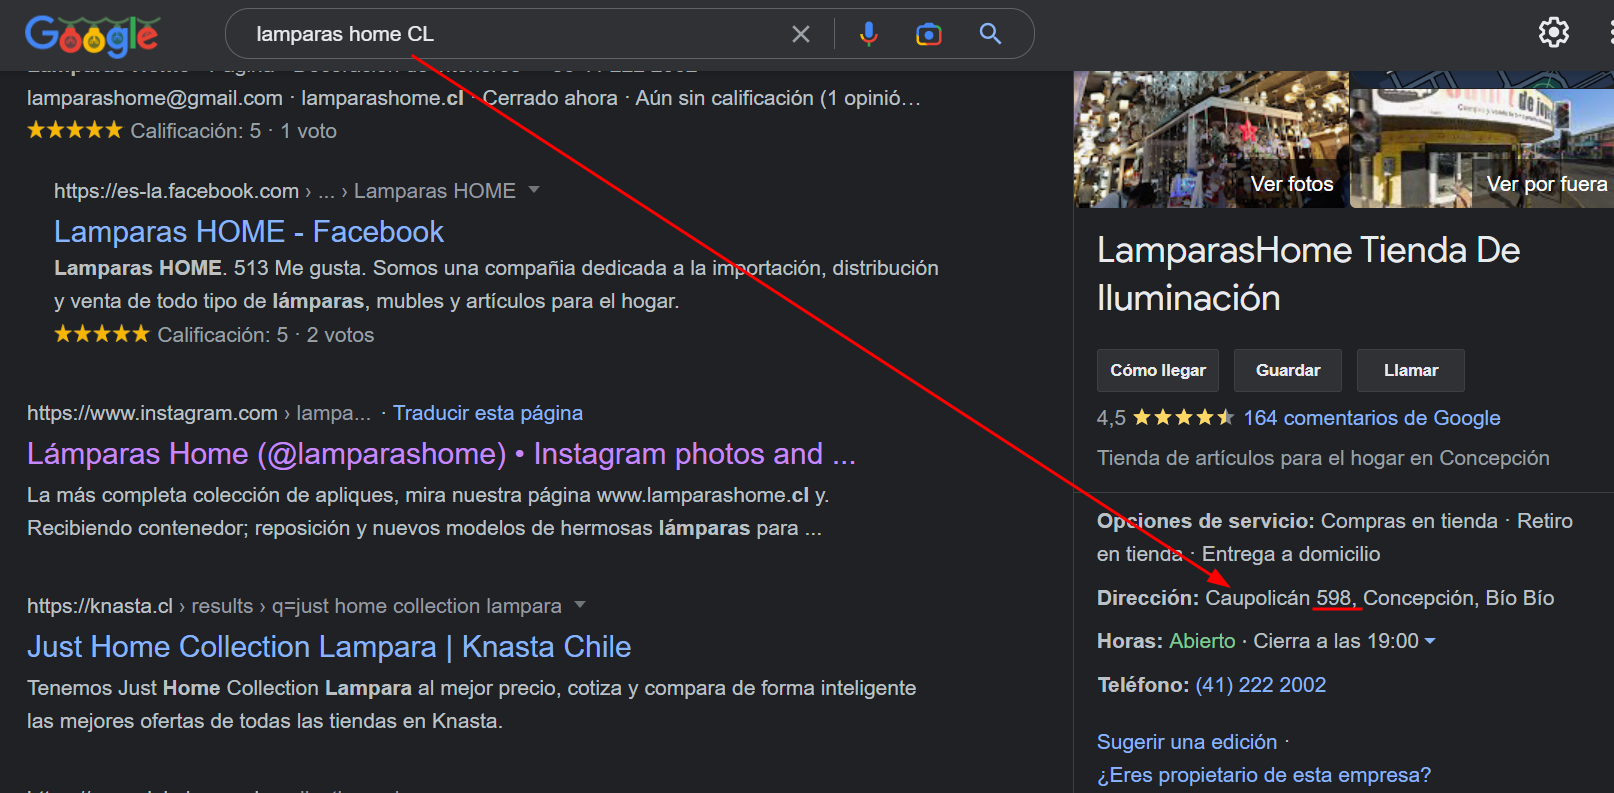 Google
lamparas home CL
lamparashome@gmail.com · lamparashome.cl · Cerrado ahora · Aún sin calificación (1 opinió…
Calificación: 5 · 1 voto
https://es-la.facebook.com › ... › Lamparas HOME
Lamparas HOME - Facebook
Lamparas HOME. 513 Me gusta. Somos una compañia dedicada a la importación, distribución
y venta de todo tipo de lámparas, mubles y artículos para el hogar.
Calificación: 5 · 2 votos
https://www.instagram.com › lampa... · Traducir esta página
Lámparas Home (@lamparashome) • Instagram photos and ...
La más completa colección de apliques, mira nuestra página www.lamparashome.cl y.
Recibiendo contenedor; reposición y nuevos modelos de hermosas lámparas para ...
https://knasta.cl › results › q=just home collection lampara
Just Home Collection Lampara | Knasta Chile
Tenemos Just Home Collection Lampara al mejor precio, cotiza y compara de forma inteligente
las mejores ofertas de todas las tiendas en Knasta.
Ver fotos
Ver por fuera
LamparasHome Tienda De
Iluminación
Cómo llegar
Guardar
Llamar
4,5 164 comentarios de Google
Tienda de artículos para el hogar en Concepción
Opciones de servicio: Compras en tienda · Retiro
en tienda · Entrega a domicilio
Dirección: Caupolicán 598, Concepción, Bío Bío
Horas: Abierto · Cierra a las 19:00
Teléfono: (41) 222 2002
Sugerir una edición ·
¿Eres propietario de esta empresa?